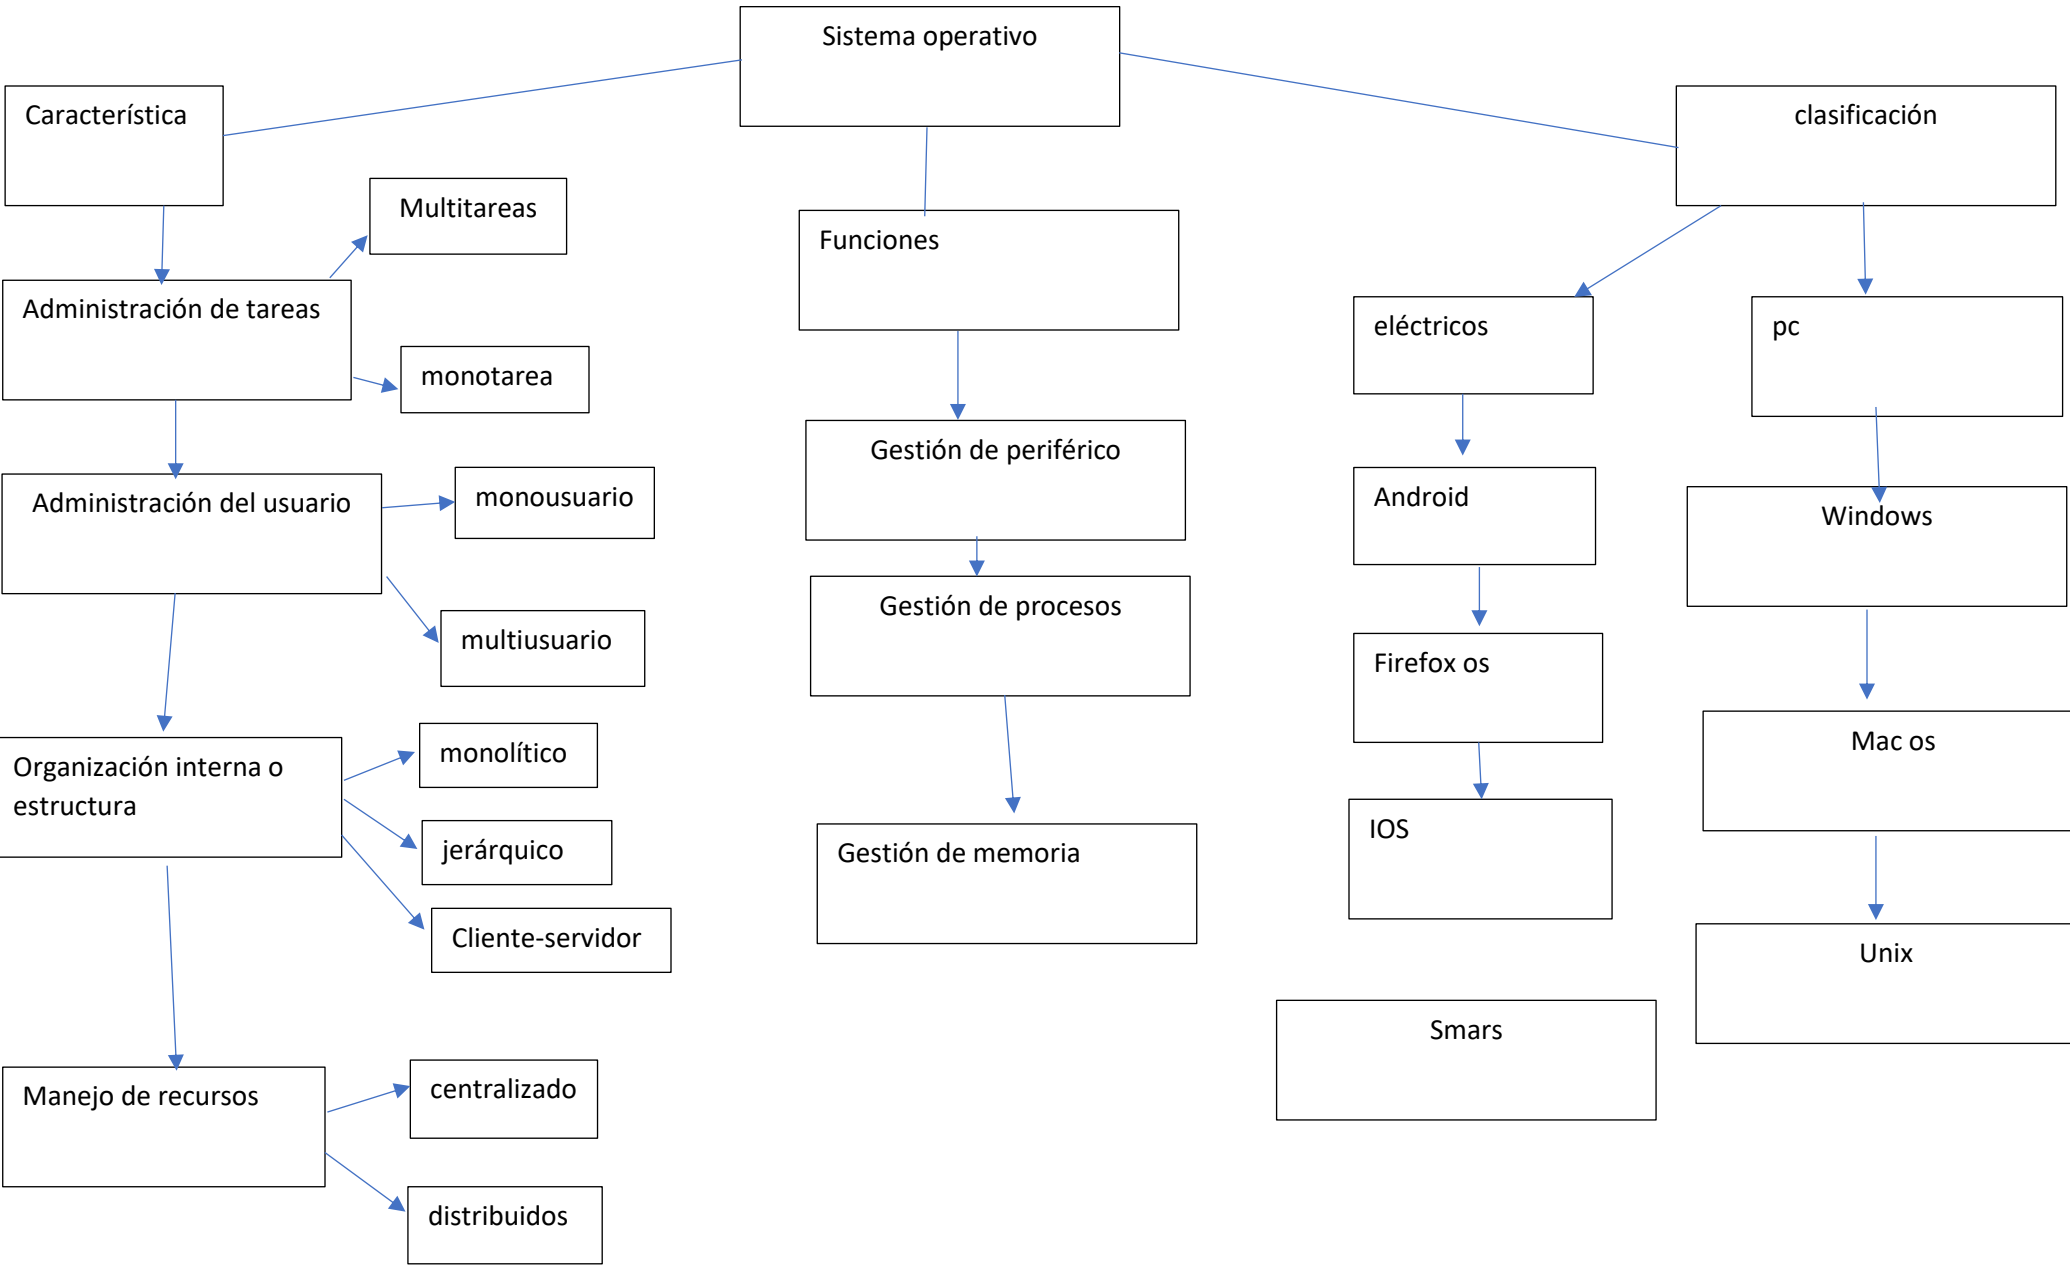 Sistema operativo
Característica
clasificación
Multitareas
Funciones
Administración de tareas
eléctricos
pc
monotarea
Gestión de periférico
Administración del usuario
monousuario
Android
Windows
Gestión de procesos
multiusuario
Firefox os
monolítico
Mac os
Organización interna o
estructura
IOS
jerárquico
Gestión de memoria
Cliente-servidor
Unix
Smars
Manejo de recursos
centralizado
distribuidos